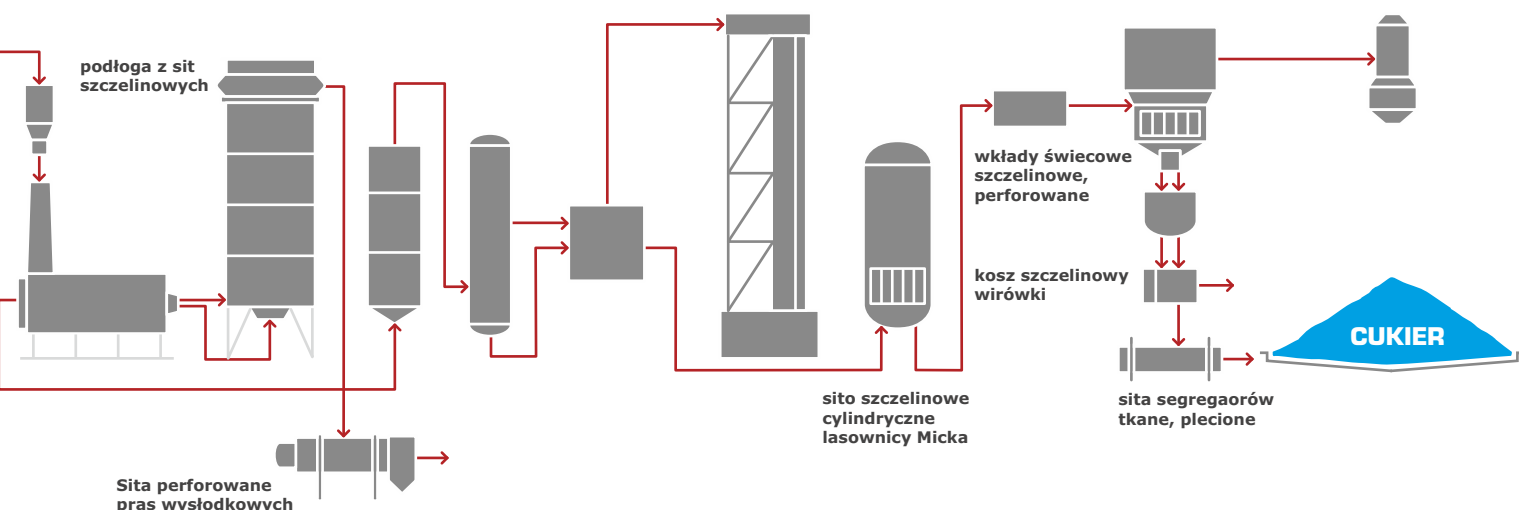 podłoga z sit
szczelinowych
wkłady świecowe
szczelinowe,
perforowane
kosz szczelinowy
wirówki
CUKIER
sito szczelinowe
cylindryczne
lasownicy Micka
sita segregaorów
tkane, plecione
Sita perforowane
pras wysłodkowych